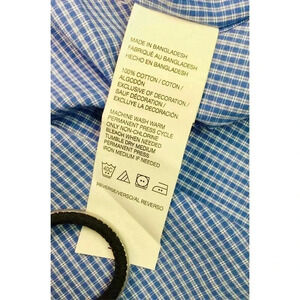 MADE IN BANGLADESH
FABRIQUÉ AU BANGLADESH
HECHO EN BANGLADESH
100% COTTON / COTON /
ALGODÓN
EXCLUSIVE OF DECORATION /
SAUF DÉCORATION /
EXCLUYE LA DECORACIÓN
MACHINE WASH WARM
PERMANENT PRESS CYCLE
ONLY NON-CHLORINE
BLEACH WHEN NEEDED
TUMBLE DRY MEDIUM
PERMANENT PRESS
IRON MEDIUM IF NEEDED
REVERSE/VERSO/AL REVERSO